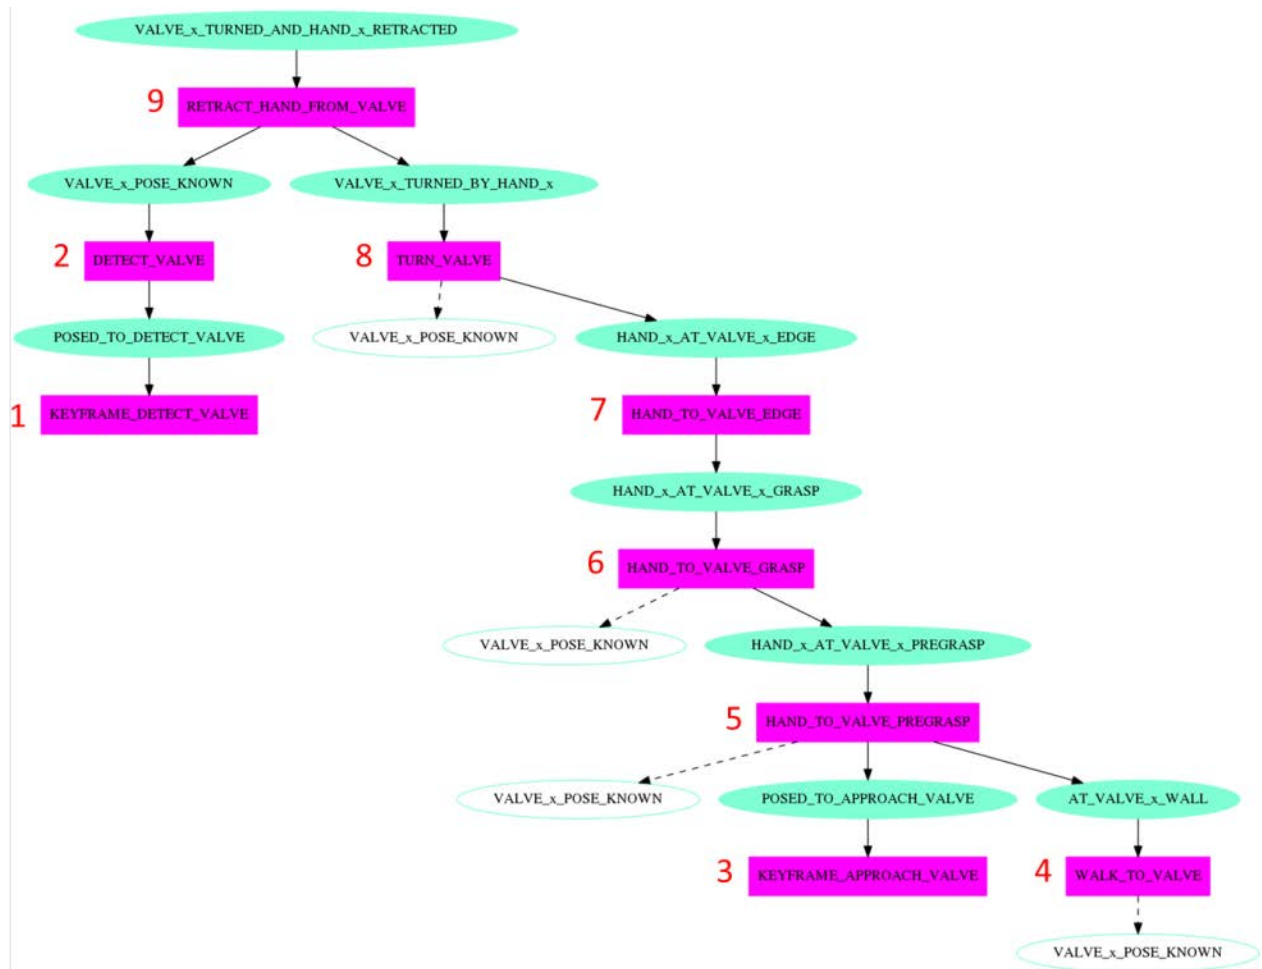 VALVE_x_TURNED_AND_HAND_x_RETRACTED
9
RETRACT_HAND_FROM_VALVE
VALVE_x_POSE_KNOWN
VALVE_x_TURNED_BY_HAND_x
2
DETECT_VALVE
8
TURN_VALVE
POSED_TO_DETECT_VALVE
VALVE_x_POSE_KNOWN
HAND_x_AT_VALVE_x_EDGE
1
KEYFRAME_DETECT_VALVE
7
HAND_TO_VALVE_EDGE
HAND_x_AT_VALVE_x_GRASP
6
HAND_TO_VALVE_GRASP
VALVE_x_POSE_KNOWN
HAND_x_AT_VALVE_x_PREGRASP
5
HAND_TO_VALVE_PREGRASP
VALVE_x_POSE_KNOWN
POSED_TO_APPROACH_VALVE
AT_VALVE_x_WALL
3
KEYFRAME_APPROACH_VALVE
4
WALK_TO_VALVE
VALVE_x_POSE_KNOWN